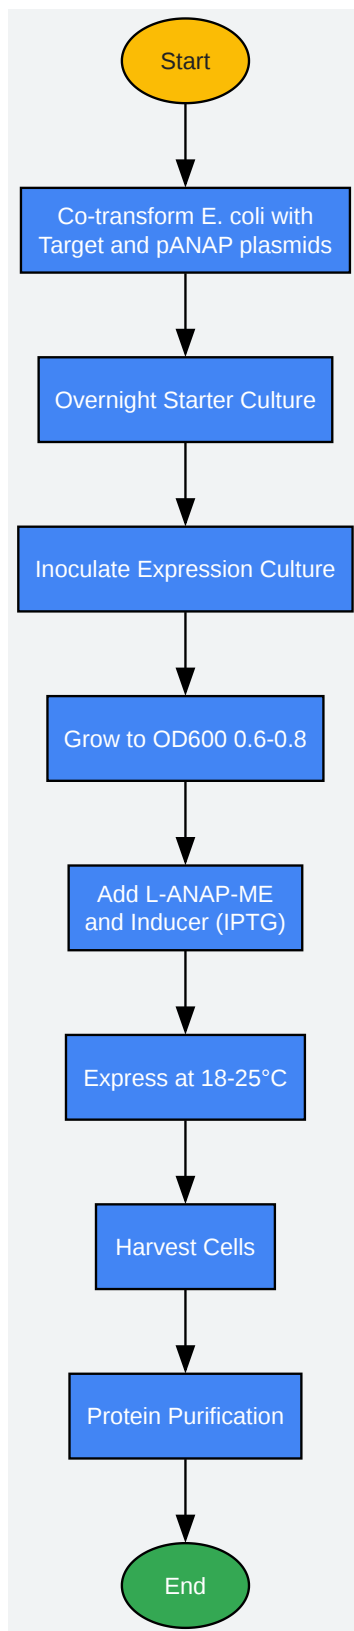 Start
Co-transform E. coli with
Target and pANAP plasmids
Overnight Starter Culture
Inoculate Expression Culture
Grow to OD600 0.6-0.8
Add L-ANAP-ME
and Inducer (IPTG)
Express at 18-25°C
Harvest Cells
Protein Purification
End